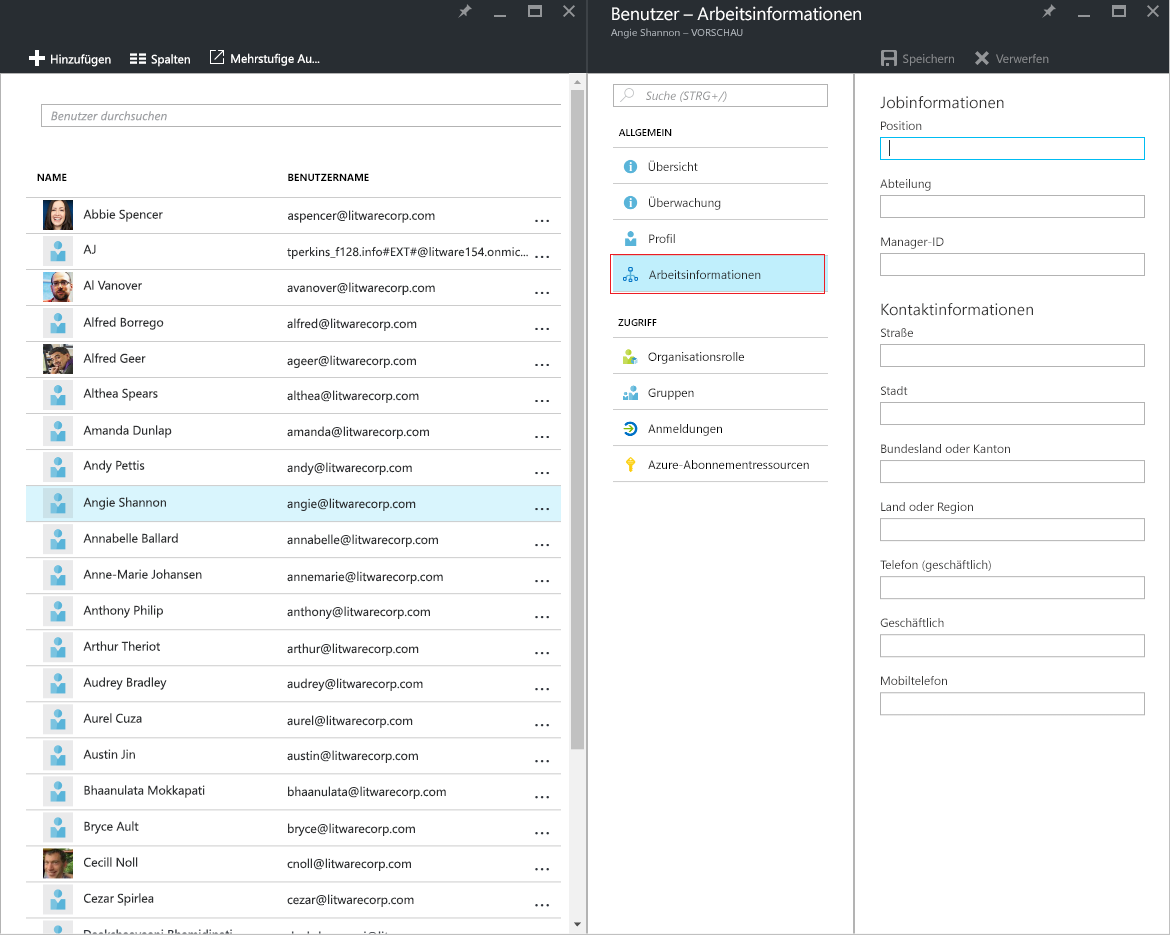 Hinzufügen Spalten Mehrstufige Au...
Benutzer durchsuchen
NAME BENUTZERNAME
Abbie Spencer aspencer@litwarecorp.com ...
AJ tperkins_f128.info#EXT#@litware154.onmic... ...
Al Vanover avanover@litwarecorp.com ...
Alfred Borrego alfred@litwarecorp.com ...
Alfred Geer ageer@litwarecorp.com ...
Althea Spears althea@litwarecorp.com ...
Amanda Dunlap amanda@litwarecorp.com ...
Andy Pettis andy@litwarecorp.com ...
Angie Shannon angie@litwarecorp.com ...
Annabelle Ballard annabelle@litwarecorp.com ...
Anne-Marie Johansen annemarie@litwarecorp.com ...
Anthony Philip anthony@litwarecorp.com ...
Arthur Theriot arthur@litwarecorp.com ...
Audrey Bradley audrey@litwarecorp.com ...
Aurel Cuza aurel@litwarecorp.com ...
Austin Jin austin@litwarecorp.com ...
Bhaanulata Mokkapati bhaanulata@litwarecorp.com ...
Bryce Ault bryce@litwarecorp.com ...
Cecill Noll cnoll@litwarecorp.com ...
Cezar Spirlea cezar@litwarecorp.com ...
Benutzer – Arbeitsinformationen
Angie Shannon – VORSCHAU
Speichern Verwerfen
Suche (STRG+/)
ALLGEMEIN
Übersicht
Überwachung
Profil
Arbeitsinformationen
ZUGRIFF
Organisationsrolle
Gruppen
Anmeldungen
Azure-Abonnementressourcen
Jobinformationen
Position
Abteilung
Manager-ID
Kontaktinformationen
Straße
Stadt
Bundesland oder Kanton
Land oder Region
Telefon (geschäftlich)
Geschäftlich
Mobiltelefon